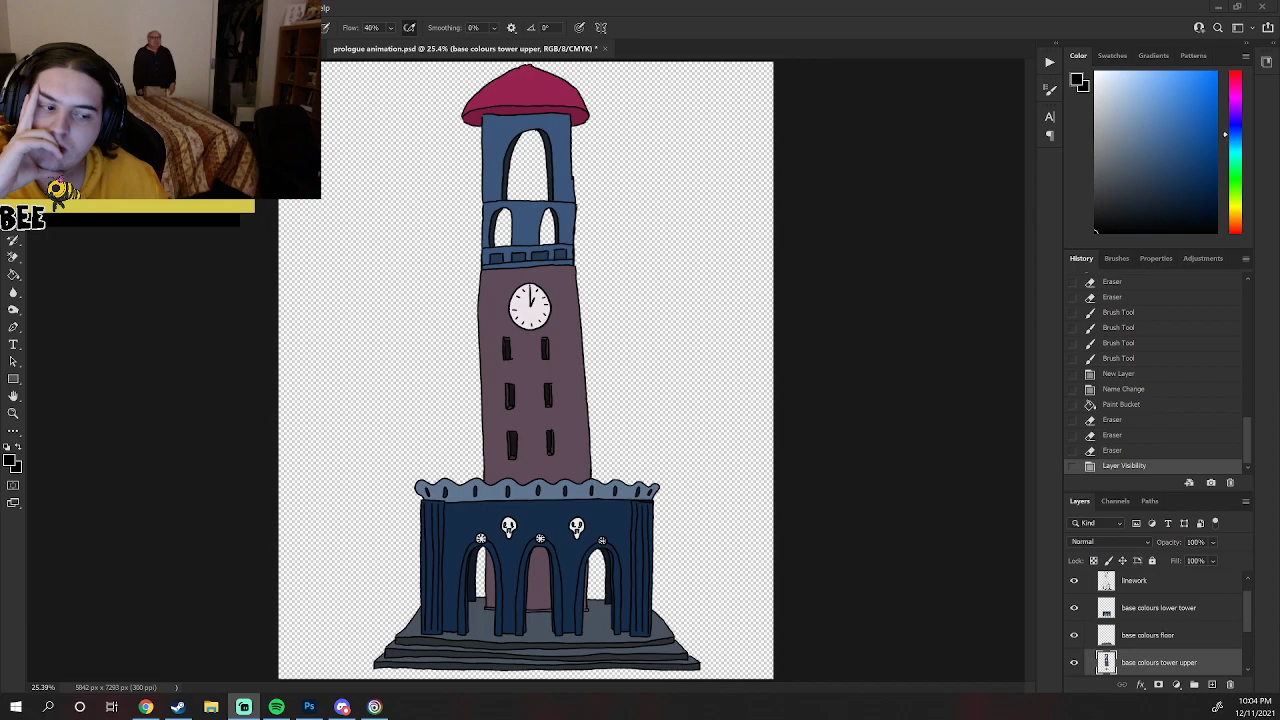 elp
Flow: 40% Smoothing: 0% 0°
prologue animation.psd @ 25.4% (base colours tower upper, RGB/8/CMYK) * ×
Color Swatches Gradients Patterns
BEE
History Brushes Properties Adjustments
Eraser
Eraser
Brush Tool
Brush Tool
Brush Tool
Brush Tool
New Layer
Name Change
Paint Bucket
Eraser
Eraser
Eraser
Layer Visibility
Layers Channels Paths
Kind
Normal Opacity: 100%
Lock: Fill: 100%
linework
base colours lower tower
base colours floor
base colours tower upper
25.39% 5842 px x 7293 px (300 ppi)
10:04 PM
12/11/2021